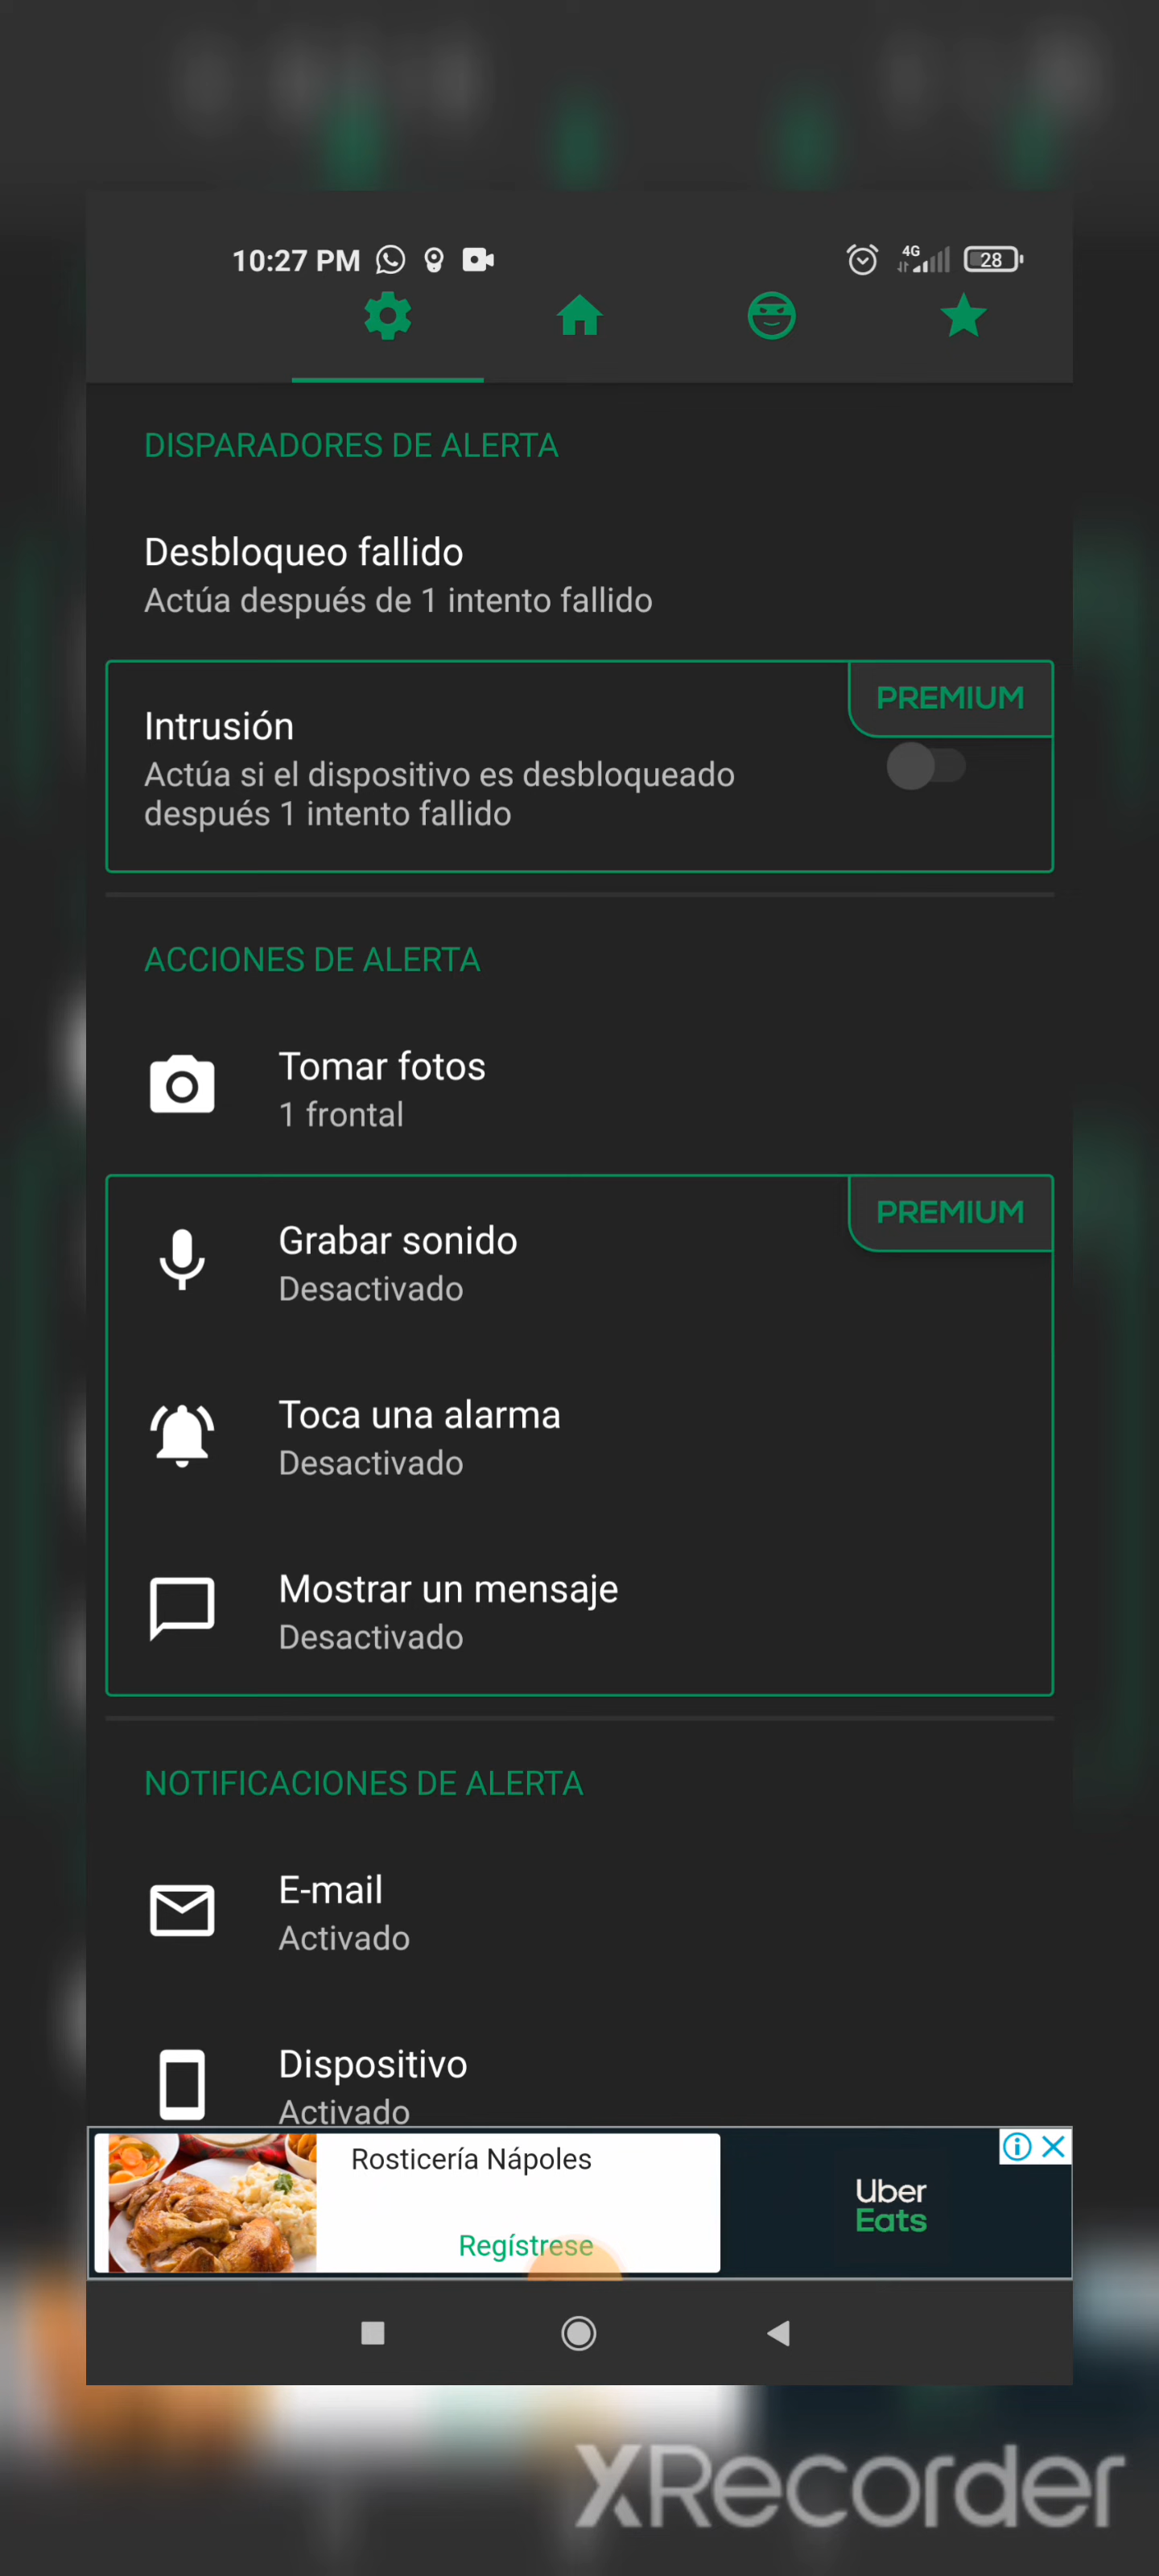 10:27 PM
4G
28
DISPARADORES DE ALERTA
Desbloqueo fallido
Actúa después de 1 intento fallido
PREMIUM
Intrusión
Actúa si el dispositivo es desbloqueado
después 1 intento fallido
ACCIONES DE ALERTA
Tomar fotos
1 frontal
PREMIUM
Grabar sonido
Desactivado
Toca una alarma
Desactivado
Mostrar un mensaje
Desactivado
NOTIFICACIONES DE ALERTA
E-mail
Activado
Dispositivo
Activado
Rosticería Nápoles
Regístrese
Uber
Eats
XRecorder